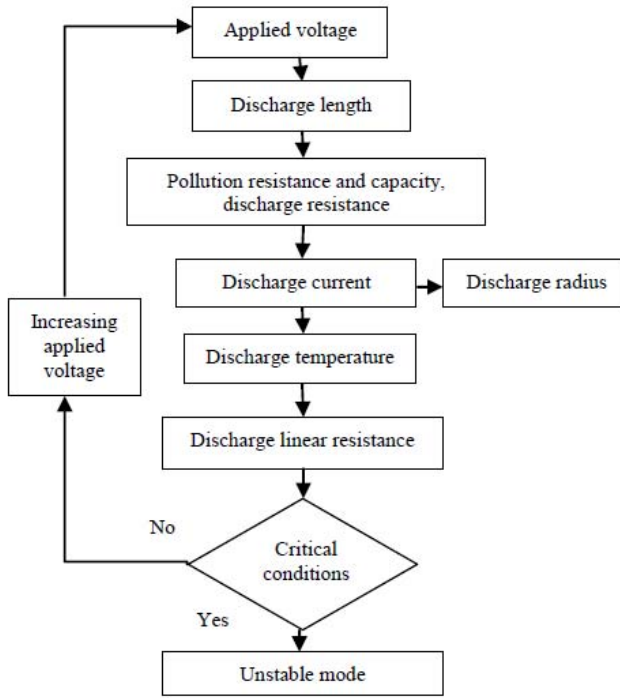 Applied voltage
Discharge length
Pollution resistance and capacity,
discharge resistance
Discharge current
Discharge radius
Increasing
applied
voltage
Discharge temperature
Discharge linear resistance
No
Critical
conditions
Yes
Unstable mode